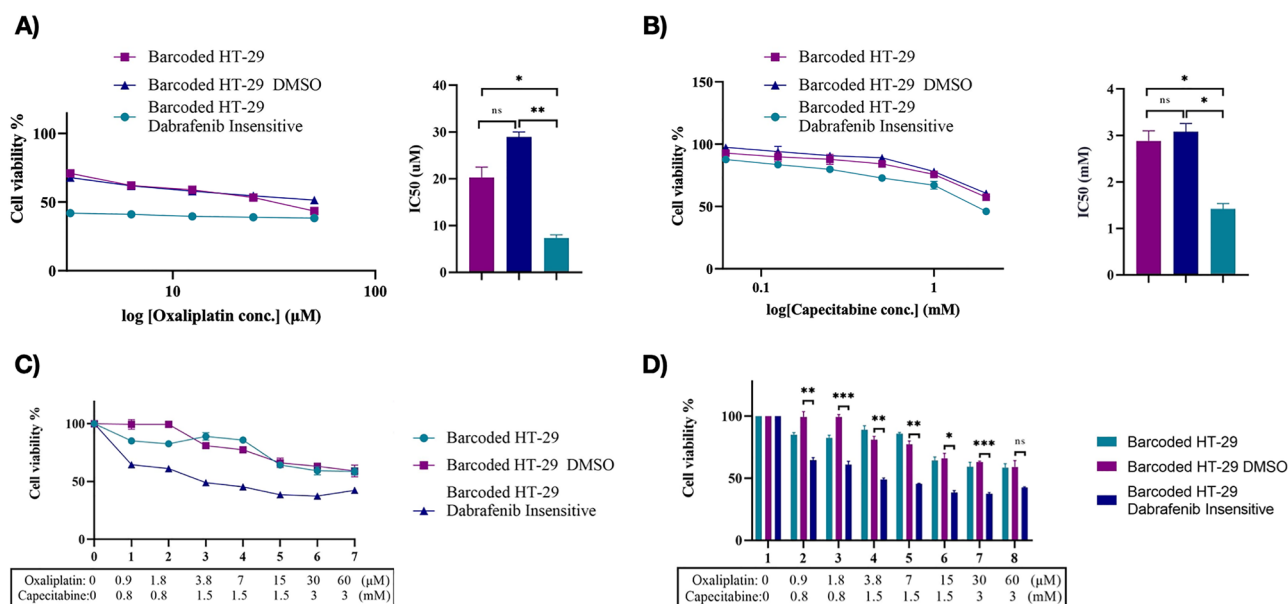 A)
Barcoded HT-29
Barcoded HT-29 DMSO
Barcoded HT-29
Dabrafenib Insensitive
Cell viability %
100
50
0
10
100
log [Oxaliplatin conc.] (µM)
IC50 (uM)
40
30
20
10
0
*
ns
**
B)
Barcoded HT-29
Barcoded HT-29 DMSO
Barcoded HT-29
Dabrafenib Insensitive
Cell viability %
150
100
50
0
0.1
1
log[Capecitabine conc.] (mM)
IC50 (mM)
4
3
2
1
0
*
ns
*
C)
Cell viability %
100
50
0
0 1 2 3 4 5 6 7
Oxaliplatin: 0 0.9 1.8 3.8 7 15 30 60 (µM)
Capecitabine:0 0.8 0.8 1.5 1.5 1.5 3 3 (mM)
Barcoded HT-29
Barcoded HT-29 DMSO
Barcoded HT-29
Dabrafenib Insensitive
D)
Cell viability %
100
50
0
** *** ** ** * *** ns
1 2 3 4 5 6 7 8
Oxaliplatin: 0 0.9 1.8 3.8 7 15 30 60 (µM)
Capecitabine:0 0.8 0.8 1.5 1.5 1.5 3 3 (mM)
Barcoded HT-29
Barcoded HT-29 DMSO
Barcoded HT-29
Dabrafenib Insensitive